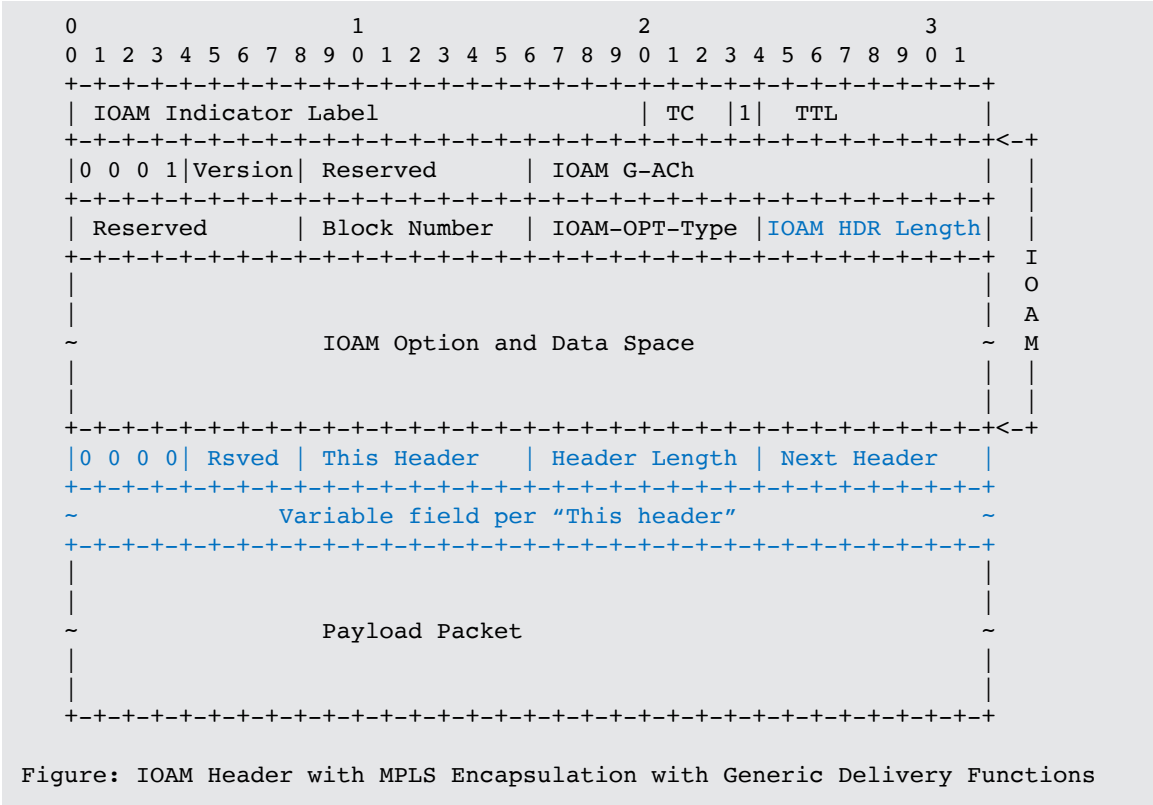 0                   1                   2                   3
0 1 2 3 4 5 6 7 8 9 0 1 2 3 4 5 6 7 8 9 0 1 2 3 4 5 6 7 8 9 0 1
+-+-+-+-+-+-+-+-+-+-+-+-+-+-+-+-+-+-+-+-+-+-+-+-+-+-+-+-+-+-+-+-+
| IOAM Indicator Label                  | TC  |1|  TTL          |
+-+-+-+-+-+-+-+-+-+-+-+-+-+-+-+-+-+-+-+-+-+-+-+-+-+-+-+-+-+-+-+-+<-+
|0 0 0 1|Version| Reserved      | IOAM G-ACh                    |  |
+-+-+-+-+-+-+-+-+-+-+-+-+-+-+-+-+-+-+-+-+-+-+-+-+-+-+-+-+-+-+-+-+  |
| Reserved      | Block Number  | IOAM-OPT-Type |IOAM HDR Length|  |
+-+-+-+-+-+-+-+-+-+-+-+-+-+-+-+-+-+-+-+-+-+-+-+-+-+-+-+-+-+-+-+-+  I
|                                                               |  O
|                                                               |  A
~                 IOAM Option and Data Space                    ~  M
|                                                               |  |
|                                                               |  |
+-+-+-+-+-+-+-+-+-+-+-+-+-+-+-+-+-+-+-+-+-+-+-+-+-+-+-+-+-+-+-+-+<-+
|0 0 0 0| Rsved | This Header   | Header Length | Next Header   |
+-+-+-+-+-+-+-+-+-+-+-+-+-+-+-+-+-+-+-+-+-+-+-+-+-+-+-+-+-+-+-+-+
~              Variable field per “This header”                 ~
+-+-+-+-+-+-+-+-+-+-+-+-+-+-+-+-+-+-+-+-+-+-+-+-+-+-+-+-+-+-+-+-+
|                                                               |
|                                                               |
~                 Payload Packet                                ~
|                                                               |
|                                                               |
+-+-+-+-+-+-+-+-+-+-+-+-+-+-+-+-+-+-+-+-+-+-+-+-+-+-+-+-+-+-+-+-+
Figure: IOAM Header with MPLS Encapsulation with Generic Delivery Functions